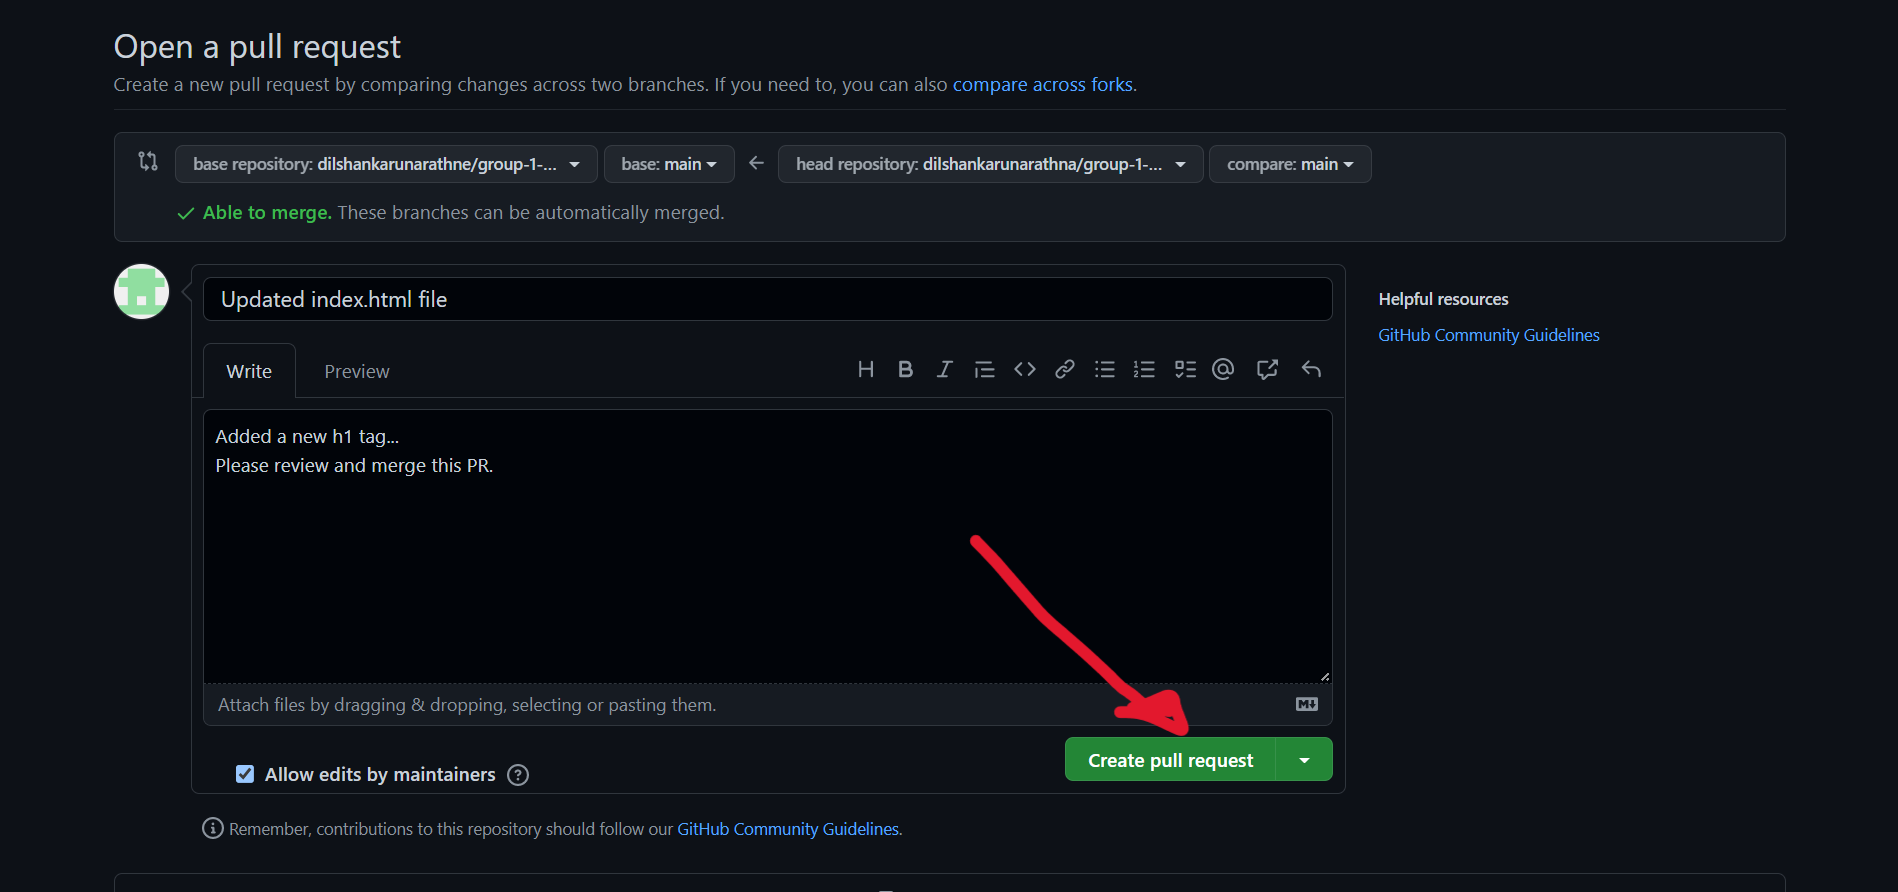 Open a pull request
Create a new pull request by comparing changes across two branches. If you need to, you can also compare across forks.
base repository: dilshankarunarathne/group-1-... base: main head repository: dilshankarunarathna/group-1-... compare: main
Able to merge. These branches can be automatically merged.
Updated index.html file
Helpful resources
GitHub Community Guidelines
Write Preview
Added a new h1 tag...
Please review and merge this PR.
Attach files by dragging & dropping, selecting or pasting them.
Create pull request
Allow edits by maintainers
Remember, contributions to this repository should follow our GitHub Community Guidelines.